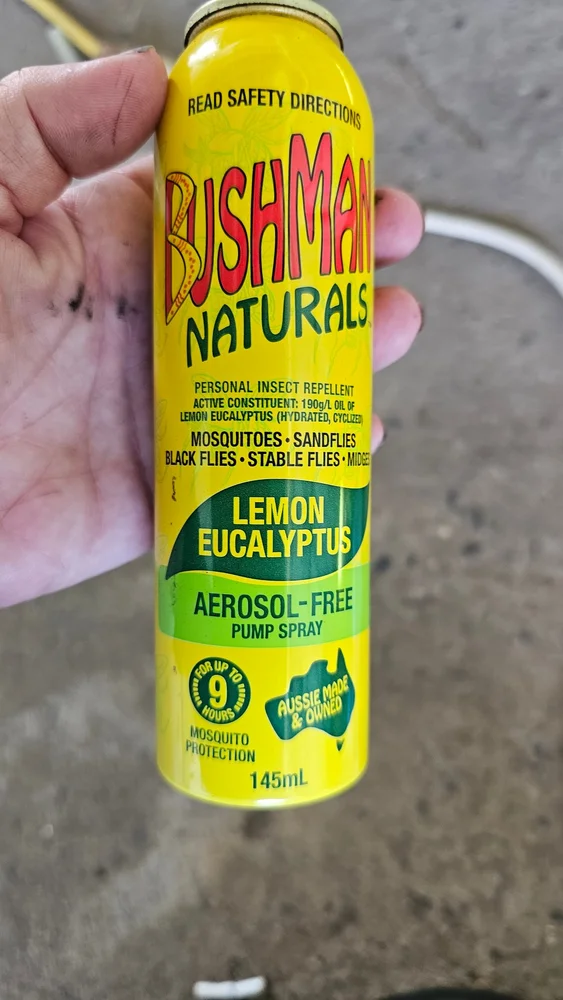 READ SAFETY DIRECTIONS
BUSHMAN
NATURALS
PERSONAL INSECT REPELLENT
ACTIVE CONSTITUENT: 190g/L OIL OF
LEMON EUCALYPTUS (HYDRATED, CYCLIZED)
MOSQUITOES • SANDFLIES
BLACK FLIES • STABLE FLIES • MIDGES
LEMON
EUCALYPTUS
AEROSOL-FREE
PUMP SPRAY
FOR UP TO
9
HOURS
MOSQUITO
PROTECTION
AUSSIE MADE
& OWNED
145mL